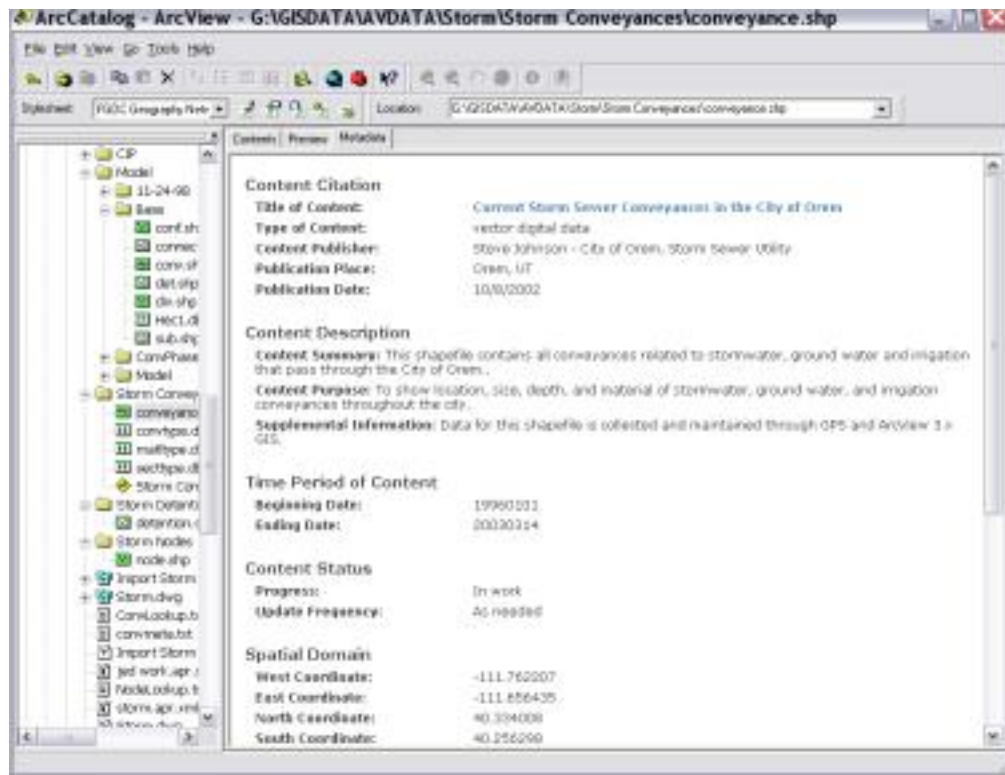 ArcCatalog - ArcView - G:\GISDATA\AVDATA\Storm\Storm Conveyances\conveyance.shp
File Edit View Go Tools Help
Stylesheet: FGDC Geography Netw
Location: G:\GISDATA\AVDATA\Storm\Storm Conveyances\conveyance.shp
Contents Preview Metadata
CIP
Model
11-24-98
Base
conf.sh
connec
conv.sh
det.shp
div.shp
Hec1.db
sub.shp
ConvPhase
Model
Storm Convey
conveyanc
convtype.d
mattype.d
secttype.db
Storm Con
Storm Detenti
detention.s
Storm Nodes
node.shp
Import Storm
Storm.dwg
ConvLookup.tx
convmeta.txt
Import Storm
jed work.apr.x
NodeLookup.tx
storm.apr.xml
Content Citation
Title of Content: Current Storm Sewer Conveyances in the City of Orem
Type of Content: vector digital data
Content Publisher: Steve Johnson - City of Orem, Storm Sewer Utility
Publication Place: Orem, UT
Publication Date: 10/8/2002
Content Description
Content Summary: This shapefile contains all conveyances related to stormwater, ground water and irrigation
that pass through the City of Orem..
Content Purpose: To show location, size, depth, and material of stormwater, ground water, and irrigation
conveyances throughout the city.
Supplemental Information: Data for this shapefile is collected and maintained through GPS and ArcView 3.x
GIS.
Time Period of Content
Beginning Date: 19960101
Ending Date: 20030314
Content Status
Progress: In work
Update Frequency: As needed
Spatial Domain
West Coordinate: -111.762207
East Coordinate: -111.656435
North Coordinate: 40.334008
South Coordinate: 40.256298